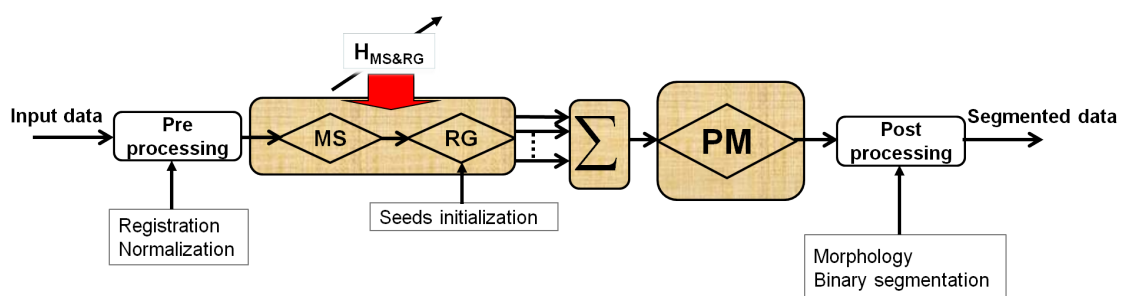 H_MS&RG
Input data
Pre
processing
MS
RG
∑
PM
Post
processing
Segmented data
Registration
Normalization
Seeds initialization
Morphology
Binary segmentation